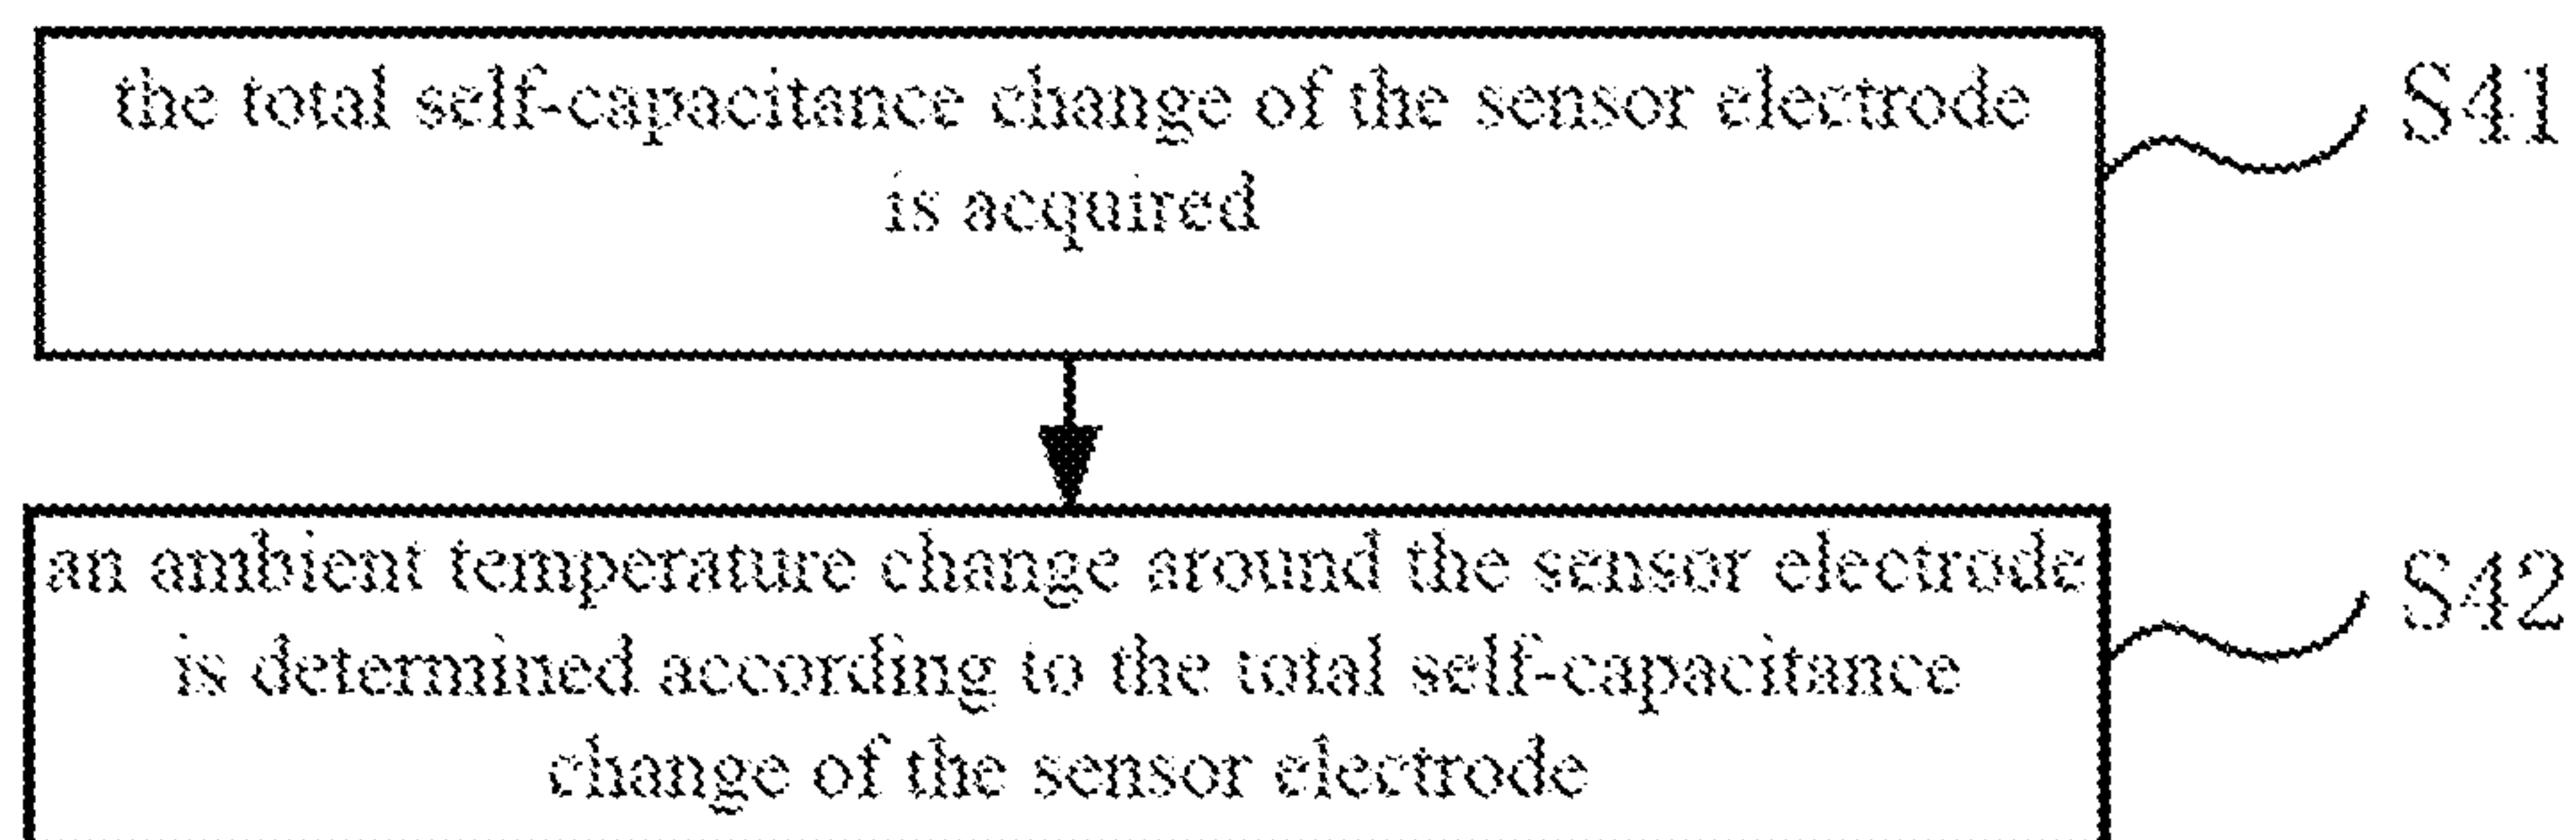 the total self-capacitance change of the sensor electrode
is acquired
S41
an ambient temperature change around the sensor electrode
is determined according to the total self-capacitance
change of the sensor electrode
S42